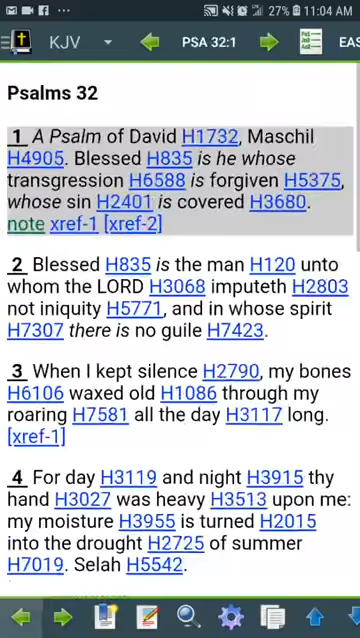 27% 11:04 AM
KJV PSA 32:1 EAS
Psalms 32
1 A Psalm of David H1732, Maschil
H4905. Blessed H835 is he whose
transgression H6588 is forgiven H5375,
whose sin H2401 is covered H3680.
note xref-1 [xref-2]
2 Blessed H835 is the man H120 unto
whom the LORD H3068 imputeth H2803
not iniquity H5771, and in whose spirit
H7307 there is no guile H7423.
3 When I kept silence H2790, my bones
H6106 waxed old H1086 through my
roaring H7581 all the day H3117 long.
[xref-1]
4 For day H3119 and night H3915 thy
hand H3027 was heavy H3513 upon me:
my moisture H3955 is turned H2015
into the drought H2725 of summer
H7019. Selah H5542.